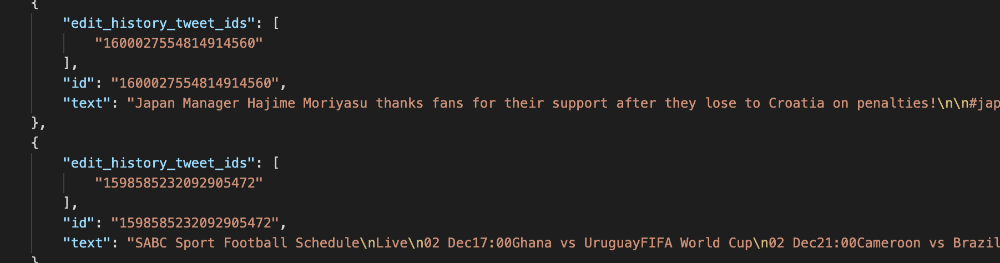 {
"edit_history_tweet_ids": [
"1600027554814914560"
],
"id": "1600027554814914560",
"text": "Japan Manager Hajime Moriyasu thanks fans for their support after they lose to Croatia on penalties!\n\n#jap
},
{
"edit_history_tweet_ids": [
"1598585232092905472"
],
"id": "1598585232092905472",
"text": "SABC Sport Football Schedule\nLive\n02 Dec17:00Ghana vs UruguayFIFA World Cup\n02 Dec21:00Cameroon vs Brazil
}